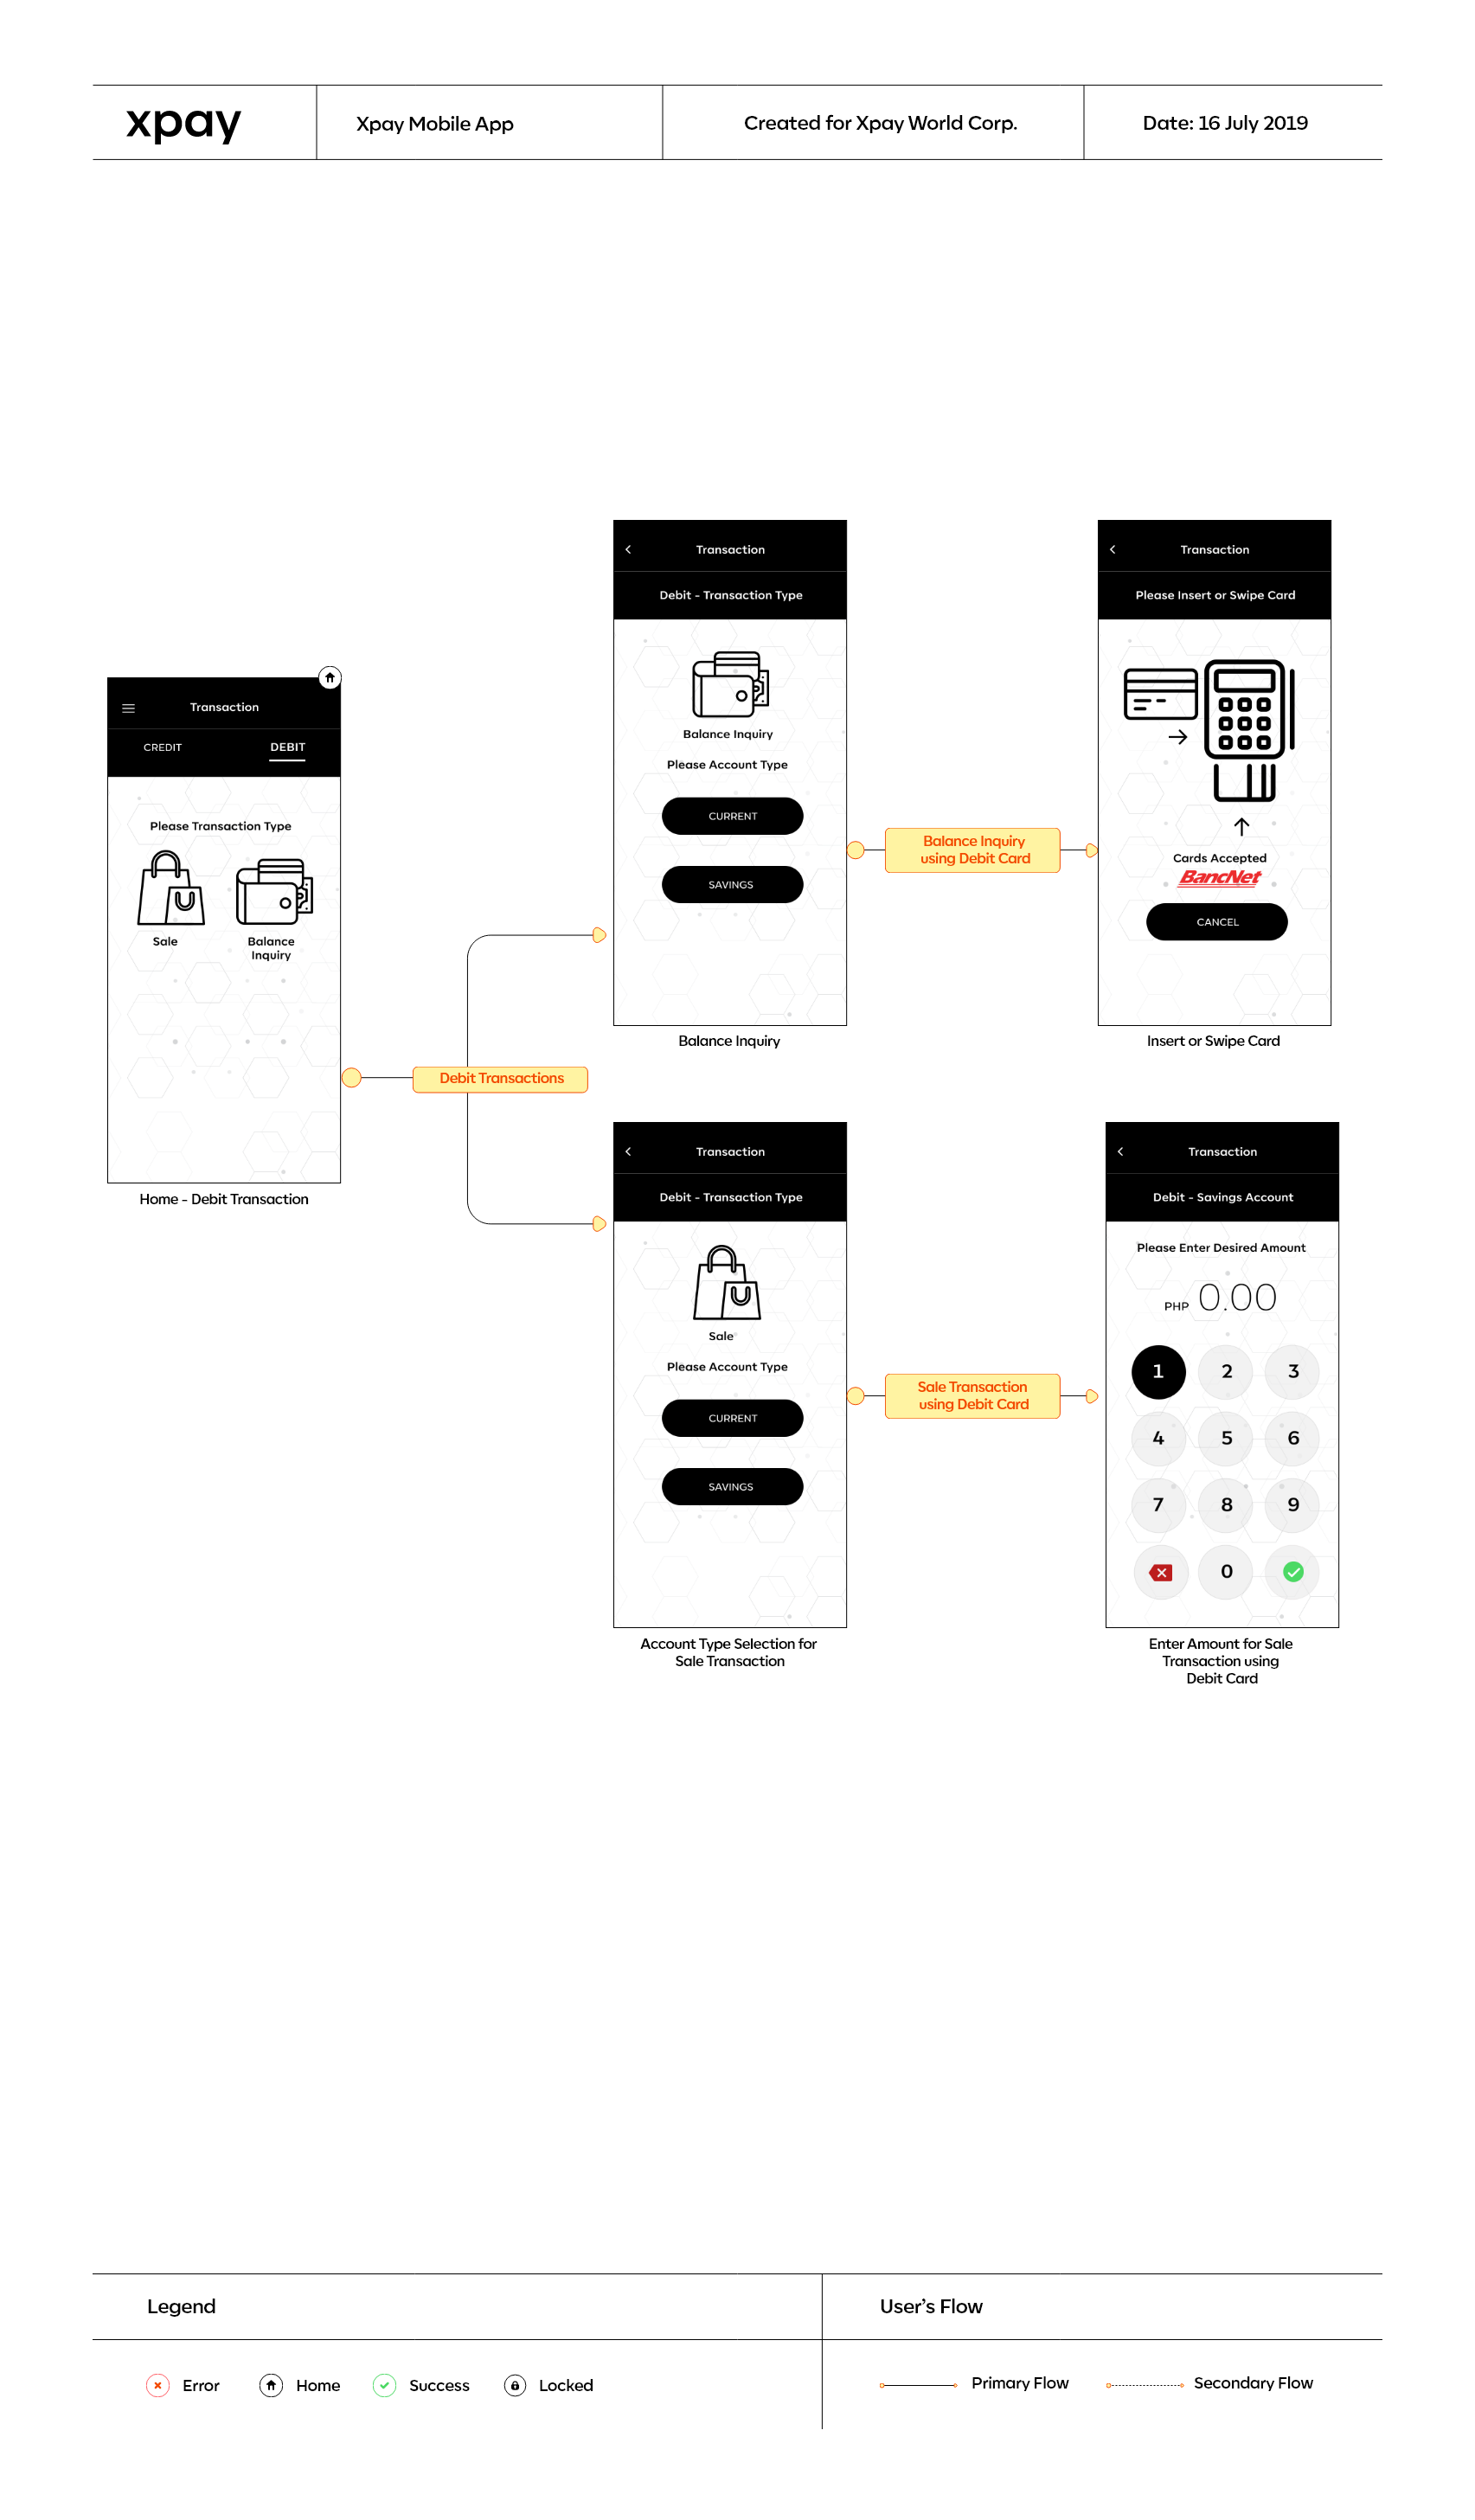 xpay
Xpay Mobile App
Created for Xpay World Corp.
Date: 16 July 2019
Transaction
CREDIT
DEBIT
Please Transaction Type
Sale
Balance
Inquiry
Home - Debit Transaction
Debit Transactions
Transaction
Debit - Transaction Type
Balance Inquiry
Please Account Type
CURRENT
SAVINGS
Balance Inquiry
Balance Inquiry
using Debit Card
Transaction
Please Insert or Swipe Card
Cards Accepted
BancNet
CANCEL
Insert or Swipe Card
Transaction
Debit - Transaction Type
Sale
Please Account Type
CURRENT
SAVINGS
Account Type Selection for
Sale Transaction
Sale Transaction
using Debit Card
Transaction
Debit - Savings Account
Please Enter Desired Amount
PHP 0.00
1 2 3
4 5 6
7 8 9
0
Enter Amount for Sale
Transaction using
Debit Card
Legend
Error
Home
Success
Locked
User’s Flow
Primary Flow
Secondary Flow